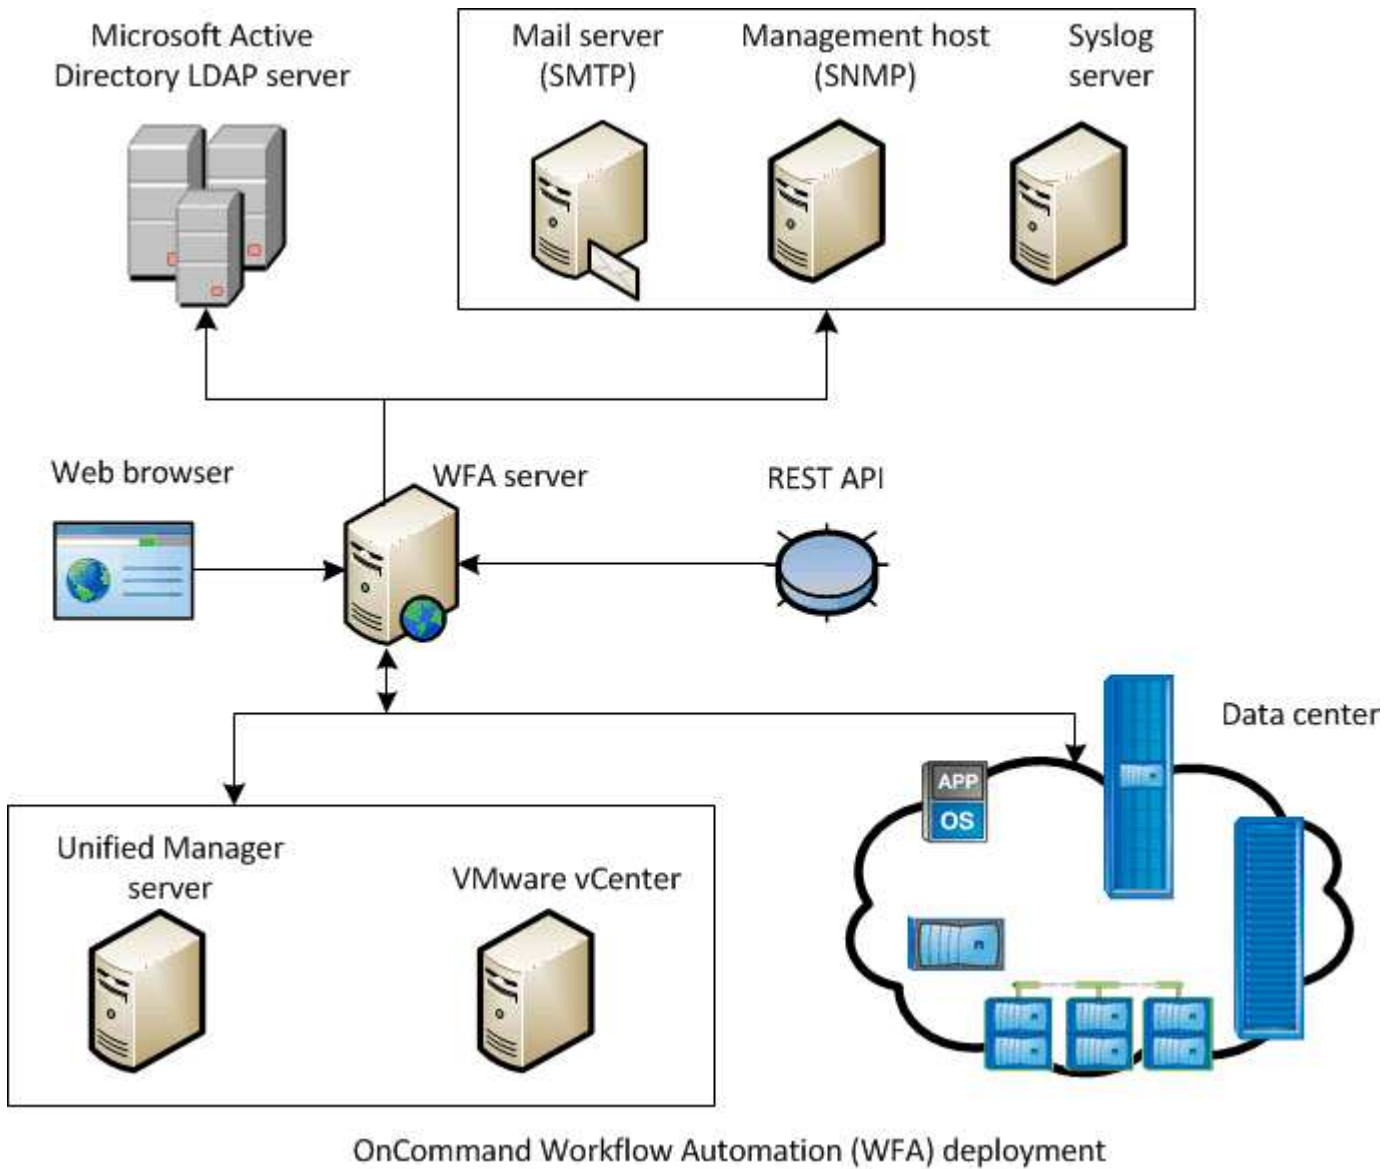 Microsoft Active
Directory LDAP server
Mail server
(SMTP)
Management host
(SNMP)
Syslog
server
Web browser
WFA server
REST API
Data center
APP
OS
Unified Manager
server
VMware vCenter
OnCommand Workflow Automation (WFA) deployment